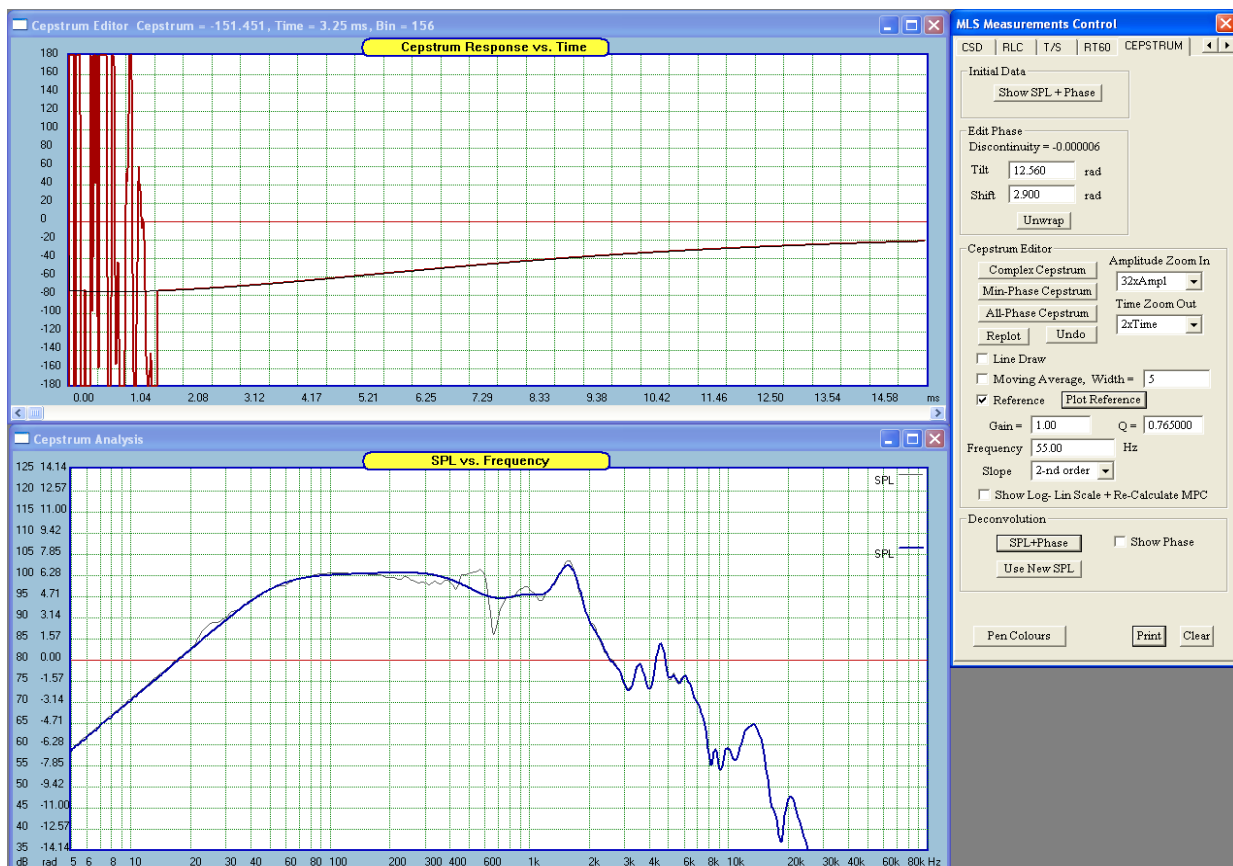 Cepstrum Editor Cepstrum = -151.451, Time = 3.25 ms, Bin = 156
Cepstrum Response vs. Time
180
160
140
120
100
80
60
40
20
0
-20
-40
-60
-80
-100
-120
-140
-160
-180
0.00 1.04 2.08 3.12 4.17 5.21 6.25 7.29 8.33 9.38 10.42 11.46 12.50 13.54 14.58 ms
Cepstrum Analysis
SPL vs. Frequency
SPL
SPL
125 14.14
120 12.57
115 11.00
110 9.42
105 7.85
100 6.28
95 4.71
90 3.14
85 1.57
80 0.00
75 -1.57
70 -3.14
65 -4.71
60 -6.28
55 -7.85
50 -9.42
45 -11.00
40 -12.57
35 -14.14
dB rad 5 6 8 10 20 30 40 60 80 100 200 300 400 600 1k 2k 3k 4k 6k 8k 10k 20k 30k 40k 60k 80k Hz
MLS Measurements Control
CSD RLC T/S RT60 CEPSTRUM
Initial Data
Show SPL + Phase
Edit Phase
Discontinuity = -0.000006
Tilt 12.560 rad
Shift 2.900 rad
Unwrap
Cepstrum Editor
Complex Cepstrum
Min-Phase Cepstrum
All-Phase Cepstrum
Replot Undo
Amplitude Zoom In
32xAmpl
Time Zoom Out
2xTime
Line Draw
Moving Average, Width = 5
Reference Plot Reference
Gain = 1.00 Q = 0.765000
Frequency 55.00 Hz
Slope 2-nd order
Show Log- Lin Scale + Re-Calculate MPC
Deconvolution
SPL+Phase Show Phase
Use New SPL
Pen Colours Print Clear